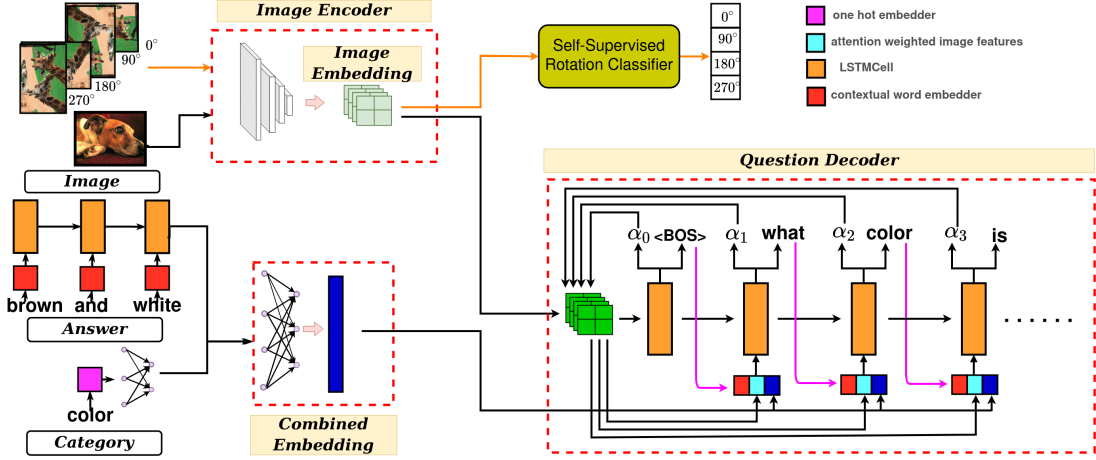 Image Encoder
0°
90°
180°
270°
Image
Embedding
Self-Supervised
Rotation Classifier
0°
90°
180°
270°
one hot embedder
attention weighted image features
LSTMCell
contextual word embedder
Image
brown and white
Answer
color
Category
Combined
Embedding
Question Decoder
α0 <BOS> α1 what α2 color α3 is
. . . . . .